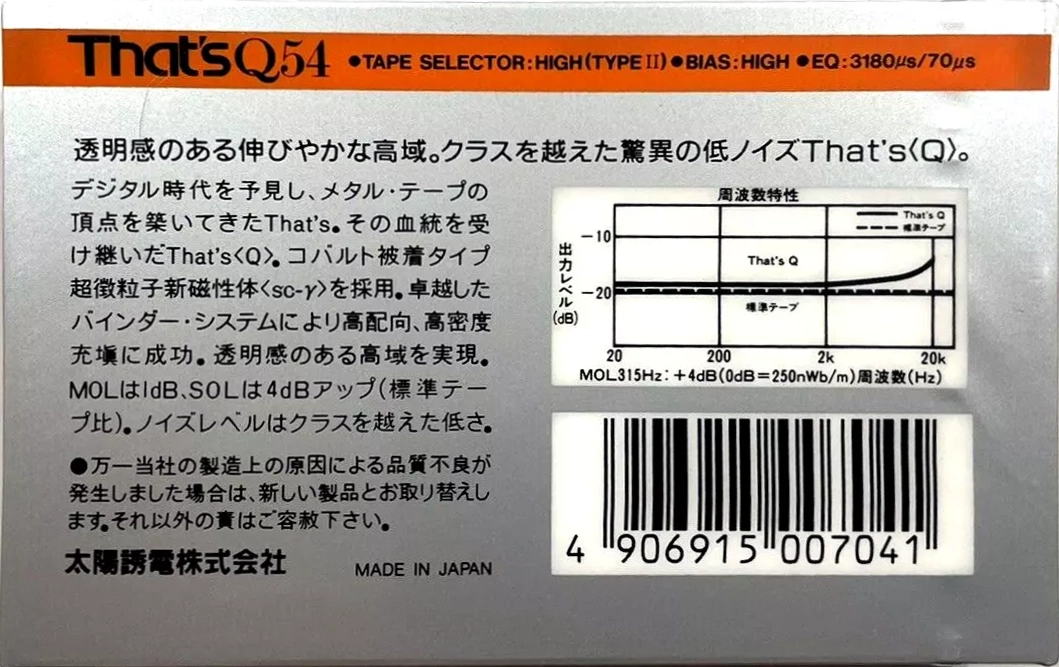 That's Q54 ●TAPE SELECTOR:HIGH(TYPE II) ●BIAS:HIGH ●EQ:3180μs/70μs
透明感のある伸びやかな高域。クラスを越えた驚異の低ノイズThat's〈Q〉。
デジタル時代を予見し、メタル・テープの
頂点を築いてきたThat's。その血統を受
け継いだThat's〈Q〉。コバルト被着タイプ
超微粒子新磁性体〈sc-γ〉を採用。卓越した
バインダー・システムにより高配向、高密度
充塡に成功。透明感のある高域を実現。
MOLは1dB、SOLは4dBアップ(標準テー
プ比)。ノイズレベルはクラスを越えた低さ。
●万一当社の製造上の原因による品質不良が
発生しました場合は、新しい製品とお取り替えし
ます。それ以外の責はご容赦下さい。
太陽誘電株式会社 MADE IN JAPAN
周波数特性
That's Q
標準テープ
出力レベル(dB)
-10
-20
That's Q
標準テープ
20 200 2k 20k
MOL315Hz:+4dB(0dB=250nWb/m)周波数(Hz)
4 906915 007041